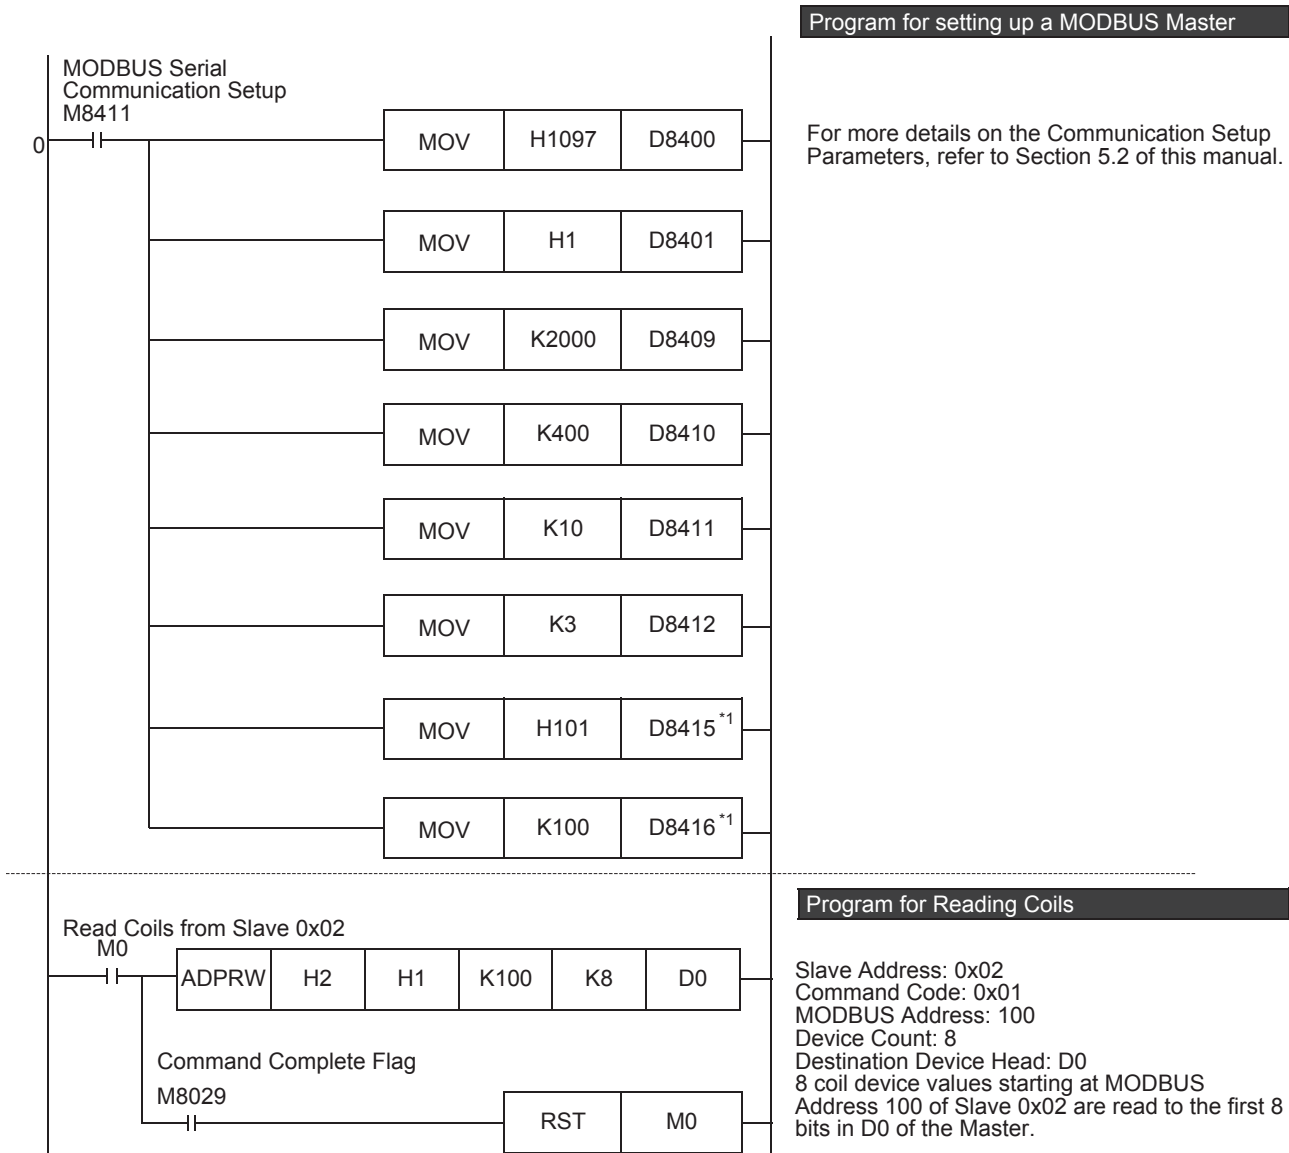 Program for setting up a MODBUS Master
MODBUS Serial
Communication Setup
M8411
0
MOV H1097 D8400
For more details on the Communication Setup
Parameters, refer to Section 5.2 of this manual.
MOV H1 D8401
MOV K2000 D8409
MOV K400 D8410
MOV K10 D8411
MOV K3 D8412
MOV H101 D8415*1
MOV K100 D8416*1
Program for Reading Coils
Read Coils from Slave 0x02
M0
ADPRW H2 H1 K100 K8 D0
Command Complete Flag
M8029
RST M0
Slave Address: 0x02
Command Code: 0x01
MODBUS Address: 100
Device Count: 8
Destination Device Head: D0
8 coil device values starting at MODBUS
Address 100 of Slave 0x02 are read to the first 8
bits in D0 of the Master.